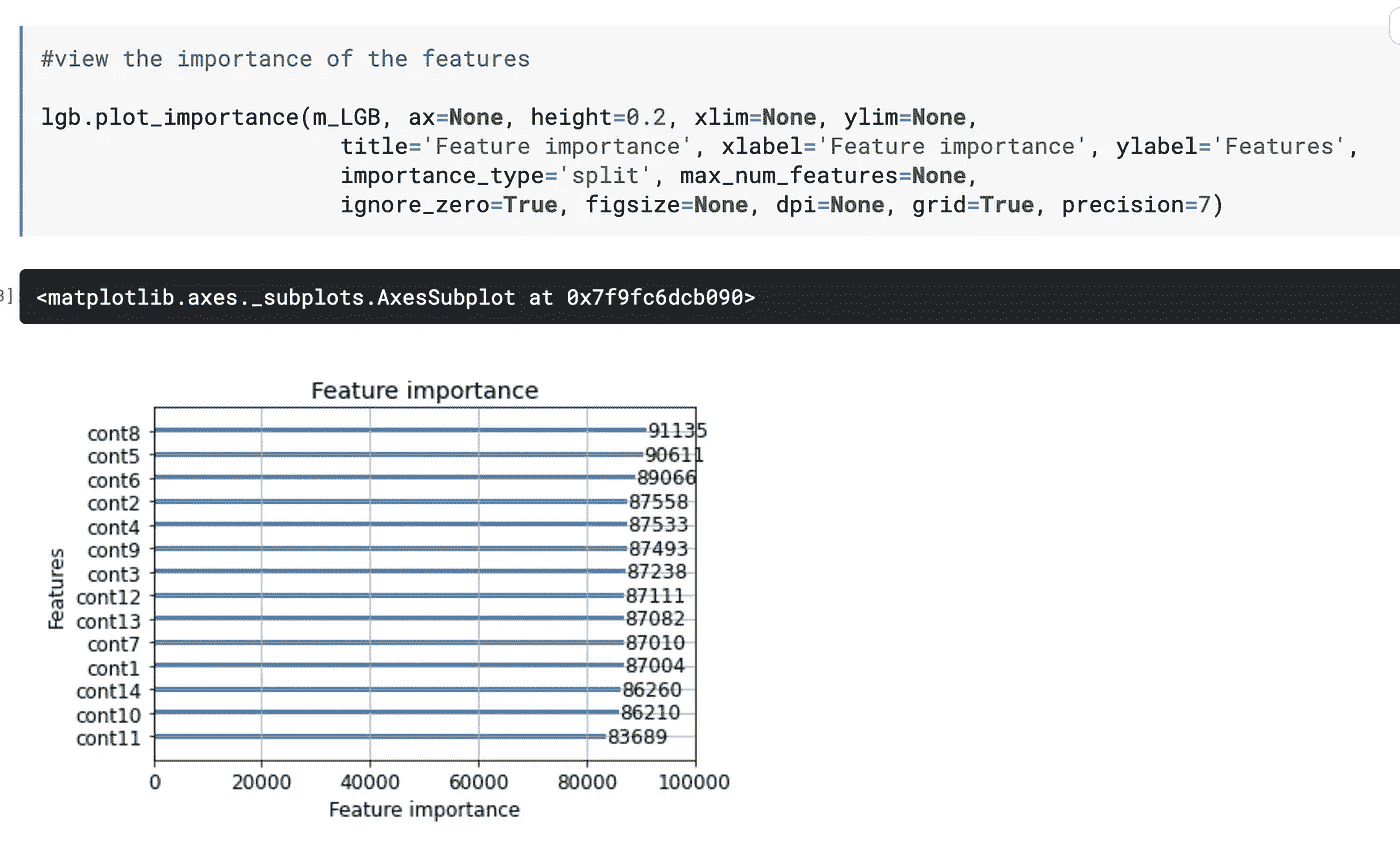 #view the importance of the features
lgb.plot_importance(m_LGB, ax=None, height=0.2, xlim=None, ylim=None,
title='Feature importance', xlabel='Feature importance', ylabel='Features',
importance_type='split', max_num_features=None,
ignore_zero=True, figsize=None, dpi=None, grid=True, precision=7)
3]
<matplotlib.axes._subplots.AxesSubplot at 0x7f9fc6dcb090>
Feature importance
cont8 91135
cont5 90611
cont6 89066
cont2 87558
cont4 87533
cont9 87493
cont3 87238
cont12 87111
cont13 87082
cont7 87010
cont1 87004
cont14 86260
cont10 86210
cont11 83689
Features
0 20000 40000 60000 80000 100000
Feature importance